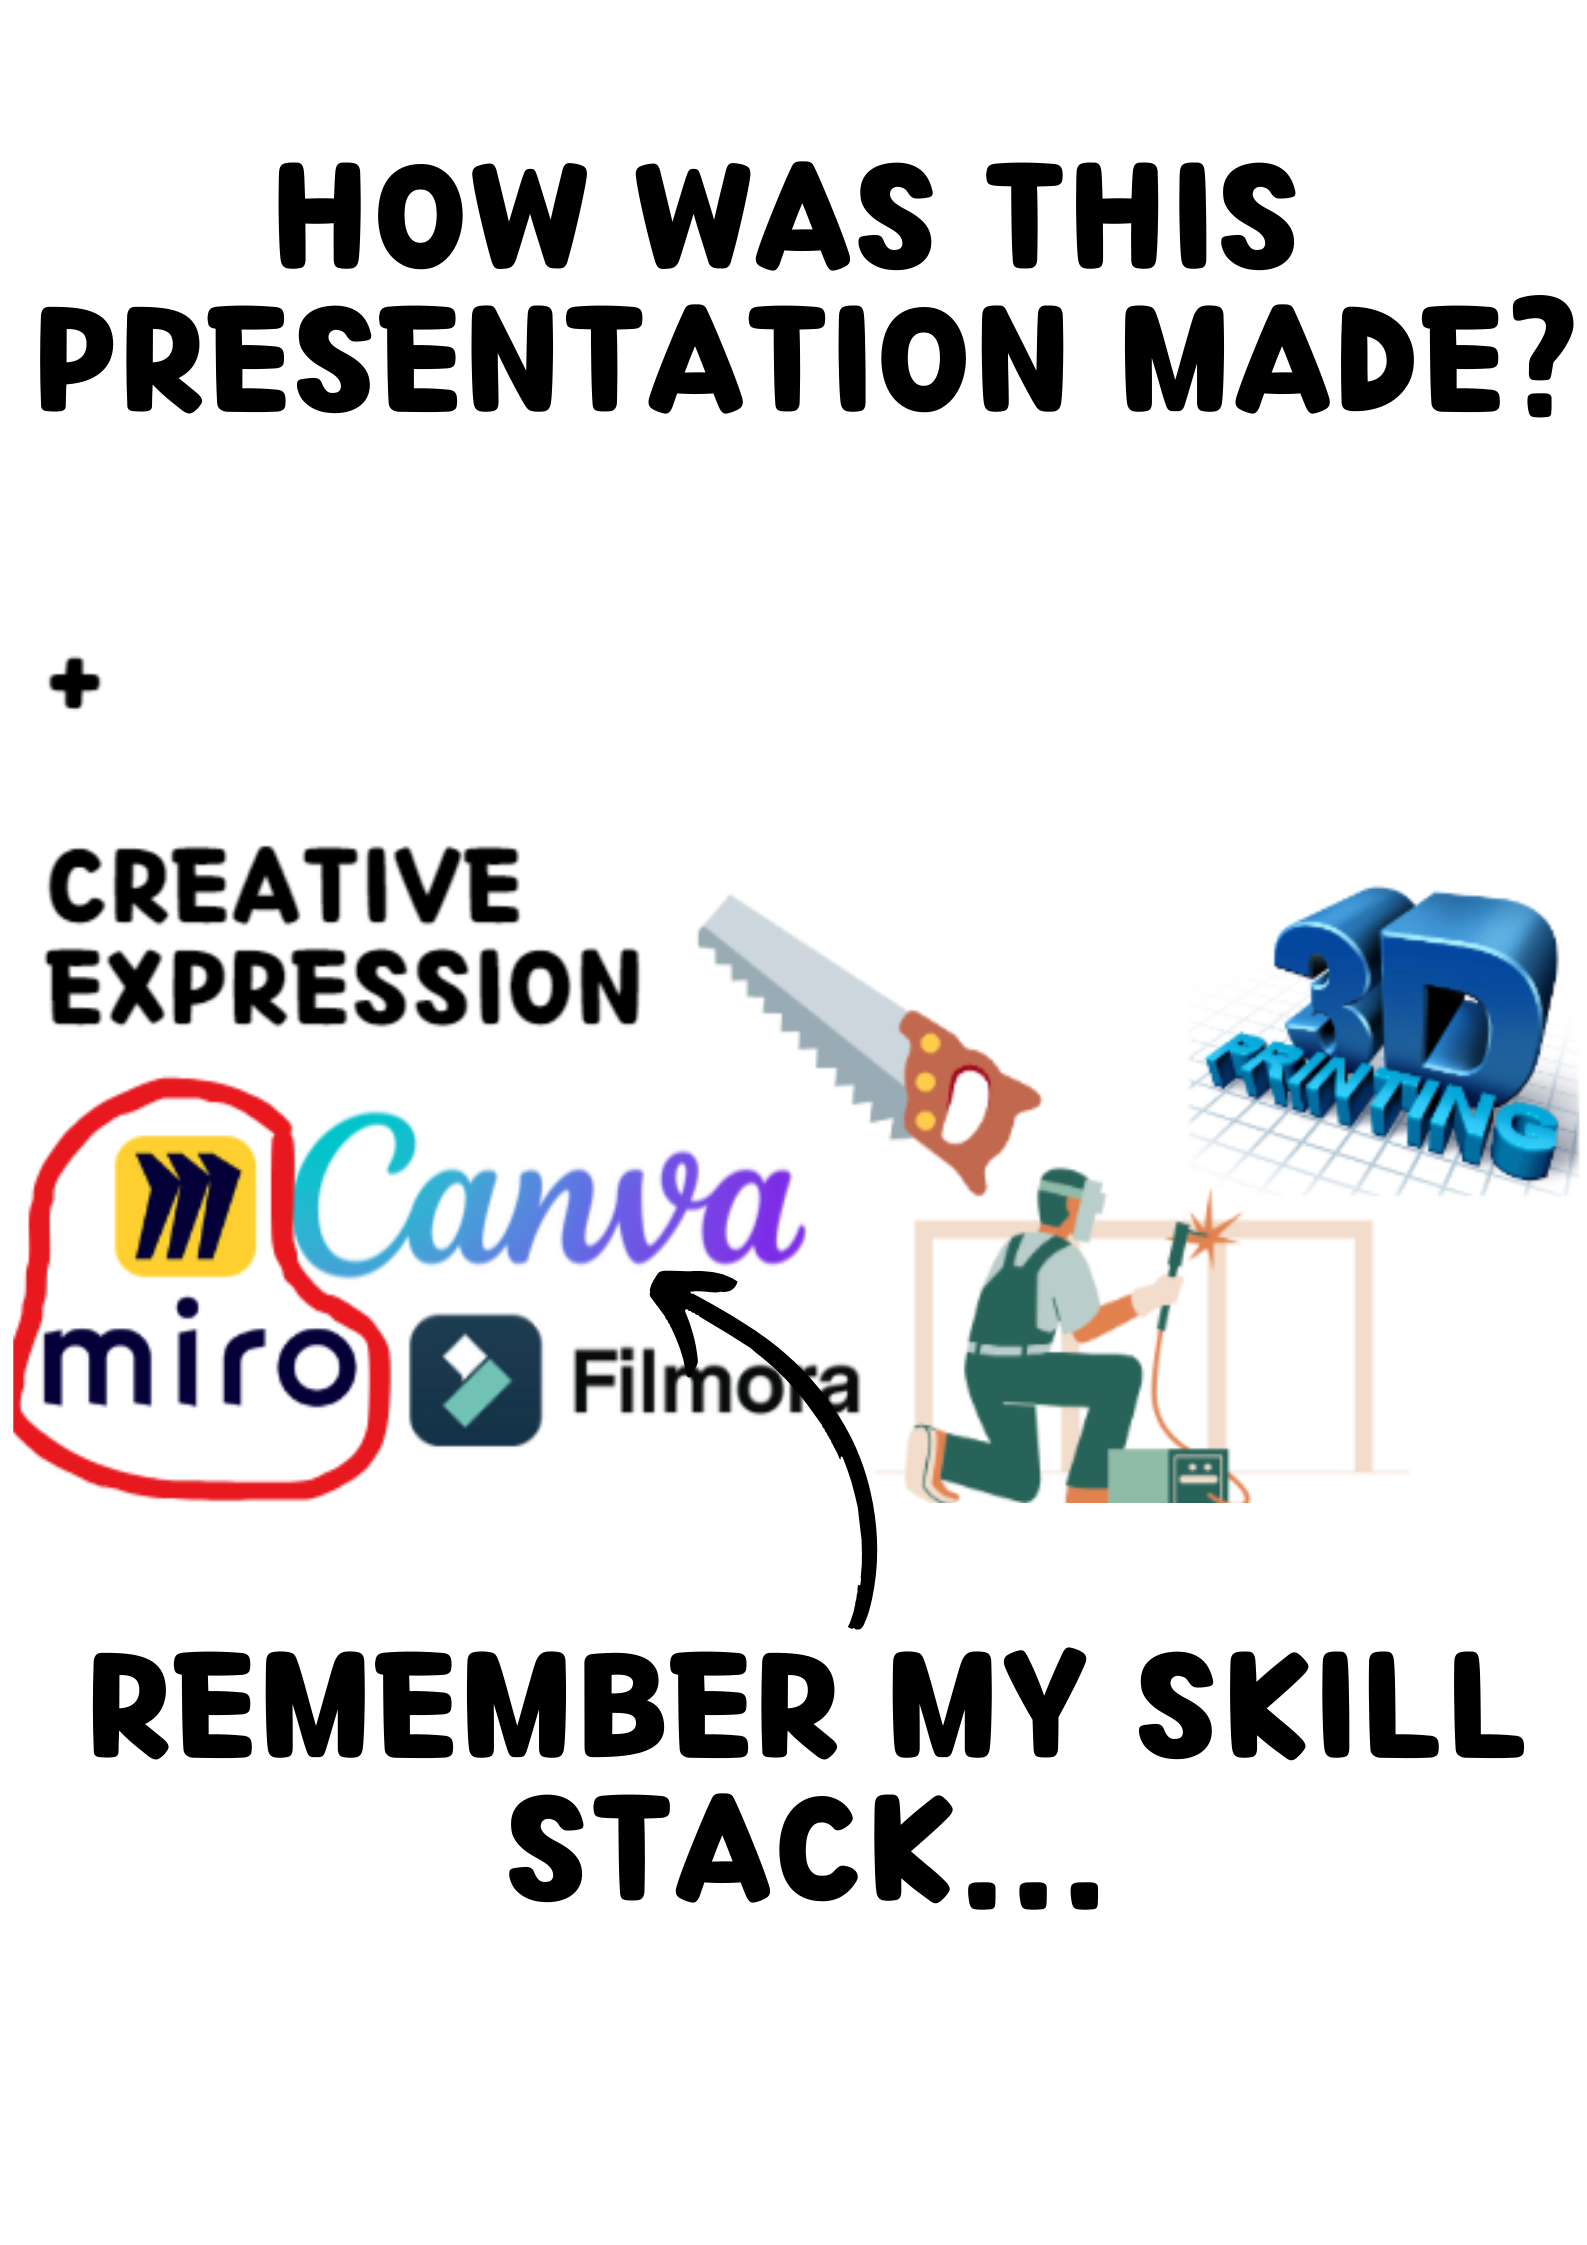 HOW WAS THIS
PRESENTATION MADE?
+
CREATIVE
EXPRESSION
3D
PRINTING
Canva
miro
Filmora
REMEMBER MY SKILL
STACK...